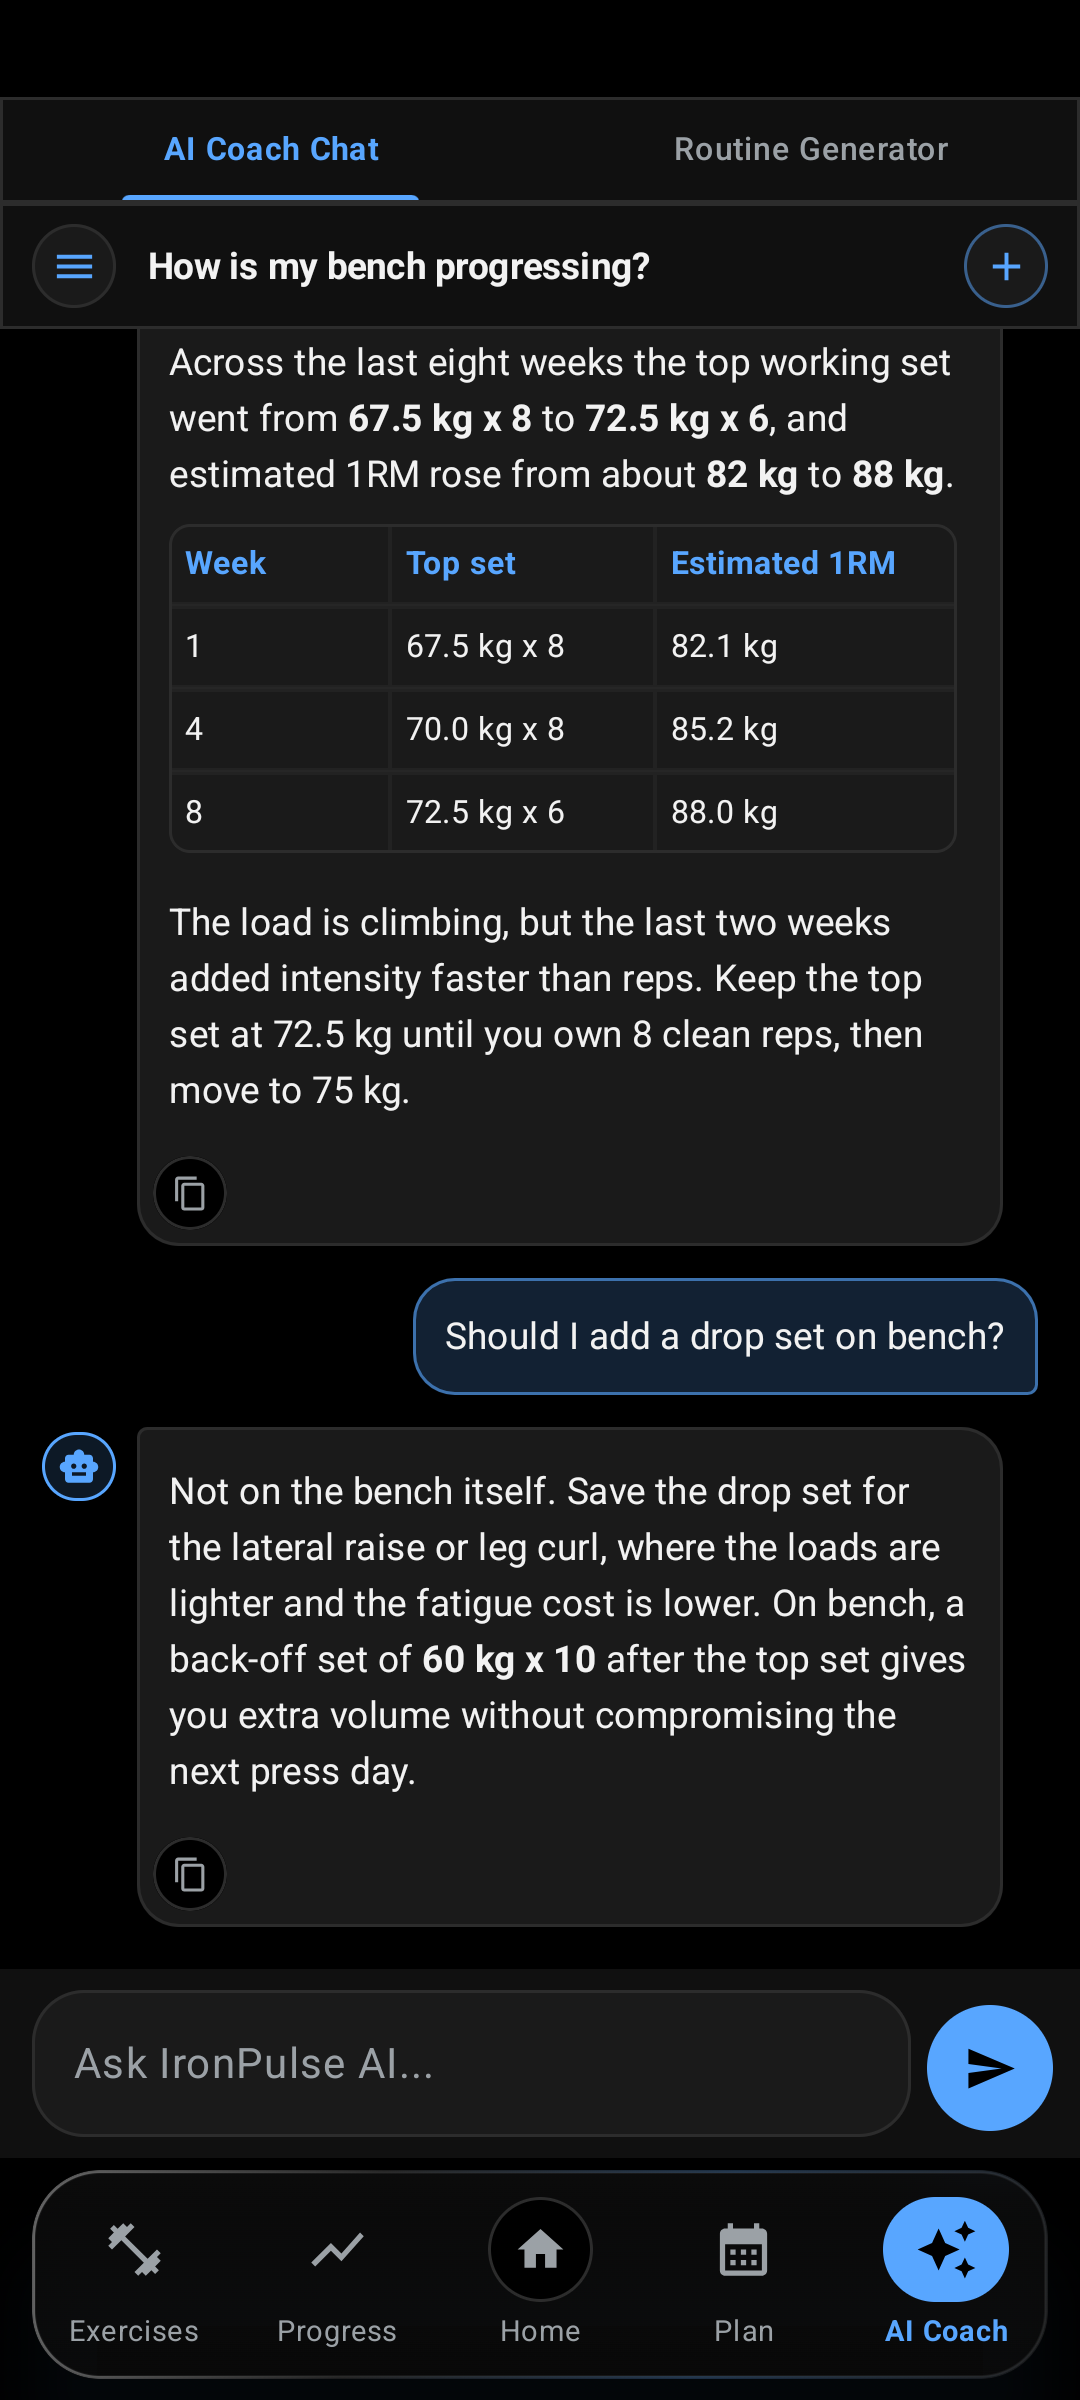 AI Coach Chat
Routine Generator
How is my bench progressing?
Across the last eight weeks the top working set
went from 67.5 kg x 8 to 72.5 kg x 6, and
estimated 1RM rose from about 82 kg to 88 kg.
Week Top set Estimated 1RM
1 67.5 kg x 8 82.1 kg
4 70.0 kg x 8 85.2 kg
8 72.5 kg x 6 88.0 kg
The load is climbing, but the last two weeks
added intensity faster than reps. Keep the top
set at 72.5 kg until you own 8 clean reps, then
move to 75 kg.
Should I add a drop set on bench?
Not on the bench itself. Save the drop set for
the lateral raise or leg curl, where the loads are
lighter and the fatigue cost is lower. On bench, a
back-off set of 60 kg x 10 after the top set gives
you extra volume without compromising the
next press day.
Ask IronPulse AI...
Exercises
Progress
Home
Plan
AI Coach